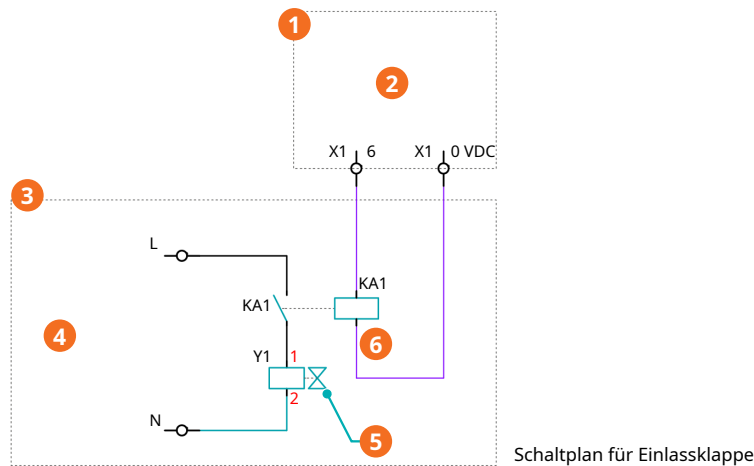 1
2
X1 6 X1 0 VDC
3
L
KA1
KA1
4
6
Y1 1
2
N
5
Schaltplan für Einlassklappe